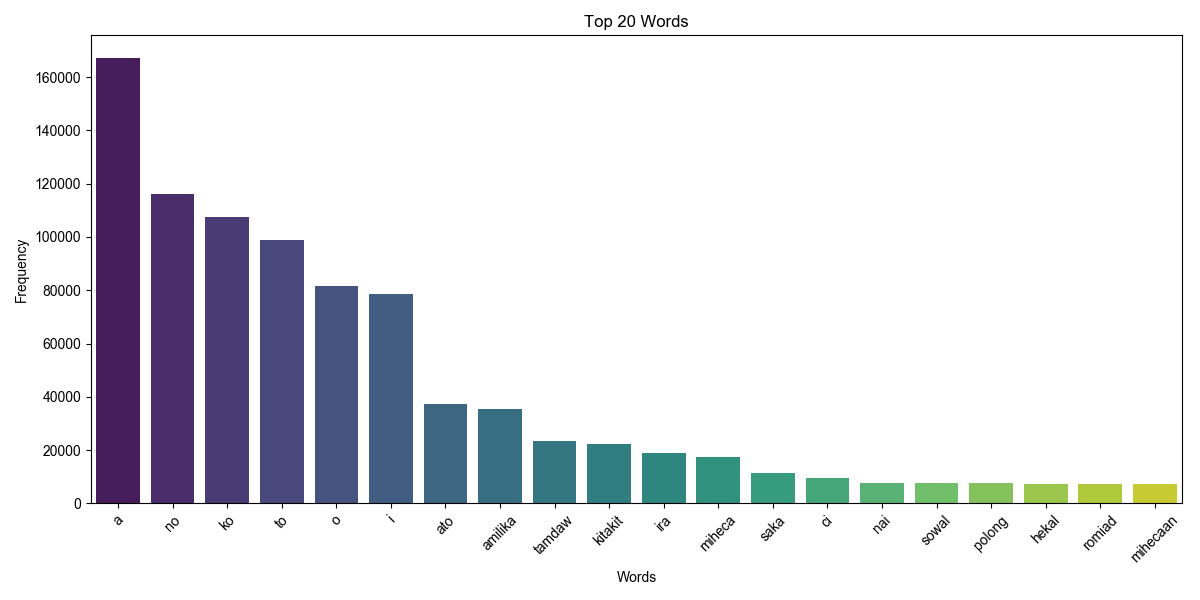 Top 20 Words
Frequency
160000
140000
120000
100000
80000
60000
40000
20000
0
a no ko to o i ato amilika tamdaw kitakit ira miheca saka ci nai sowal polong hekal romiad mihecaan
Words